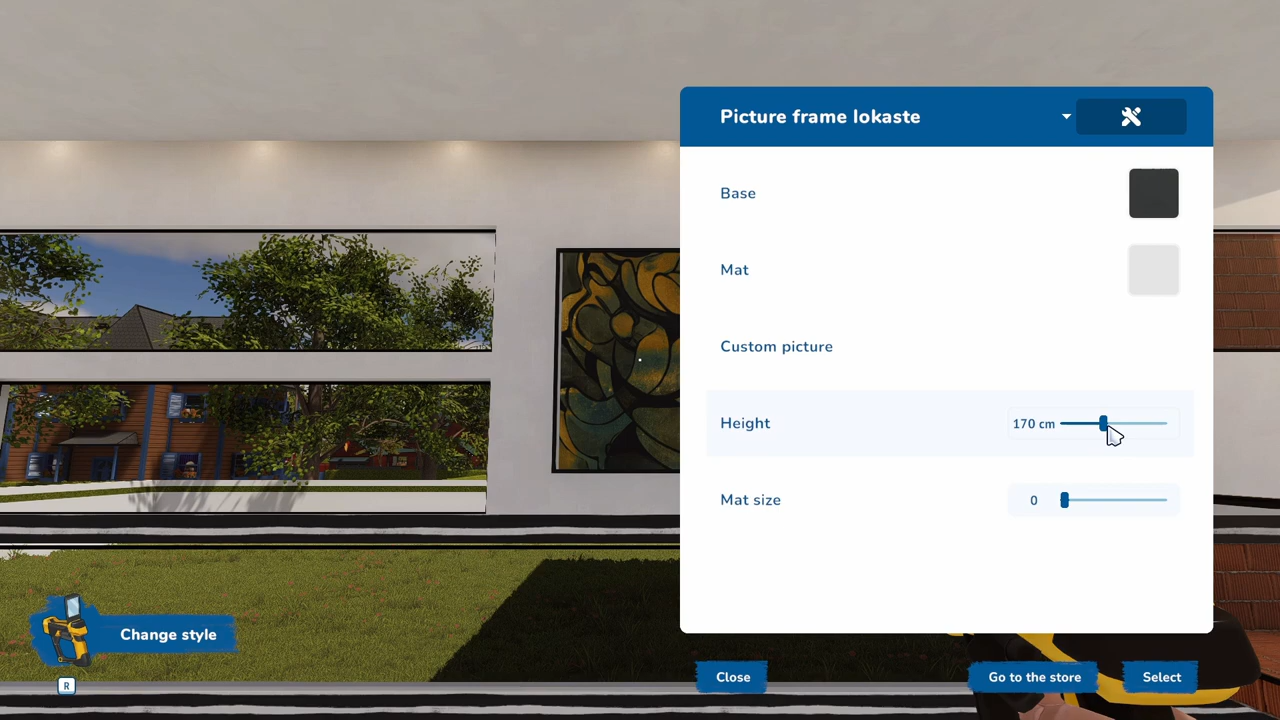 Picture frame Iokaste
Base
Mat
Custom picture
Height
170 cm
Mat size
0
Change style
R
Close
Go to the store
Select